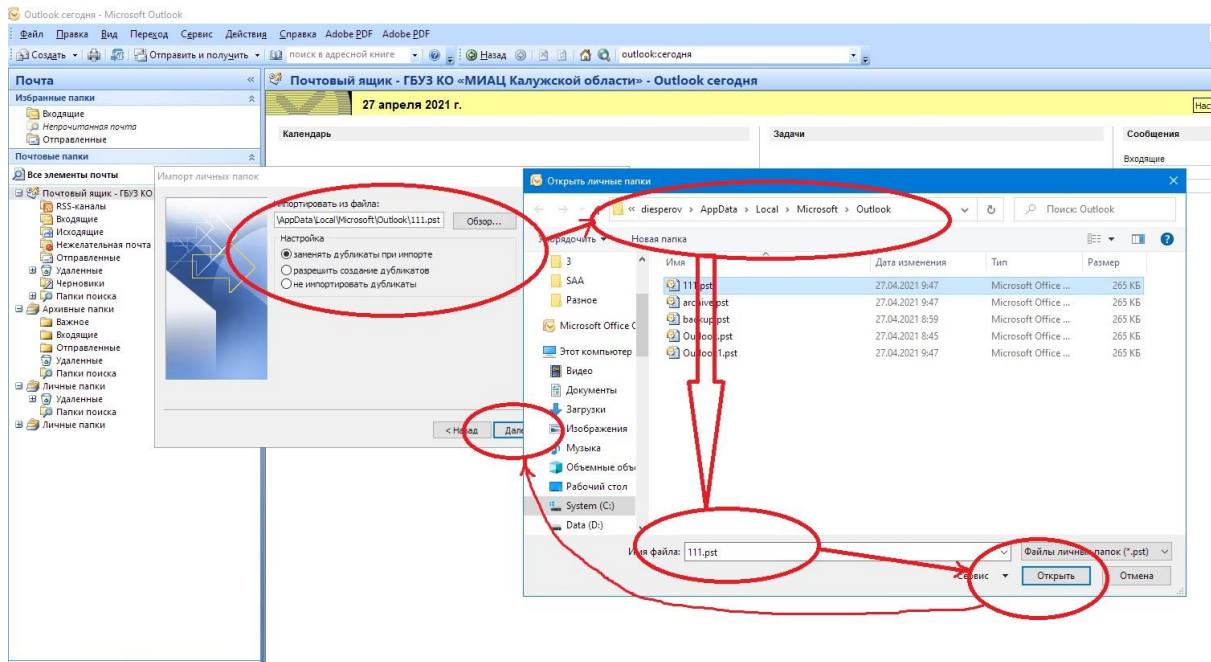 Outlook сегодня - Microsoft Outlook
Файл Правка Вид Переход Сервис Действия Справка Adobe PDF Adobe PDF
Создать Отправить и получить поиск в адресной книге Назад outlook:сегодня
Почта «
Почтовый ящик - ГБУЗ КО «МИАЦ Калужской области» - Outlook сегодня
Избранные папки
Входящие
Непрочитанная почта
Отправленные
27 апреля 2021 г.
Нас
Календарь
Задачи
Сообщения
Входящие
Почтовые папки
Все элементы почты
Почтовый ящик - ГБУЗ КО
RSS-каналы
Входящие
Исходящие
Нежелательная почта
Отправленные
Удаленные
Черновики
Папки поиска
Архивные папки
Важное
Входящие
Отправленные
Удаленные
Папки поиска
Личные папки
Удаленные
Папки поиска
Личные папки
Импорт личных папок
Импортировать из файла:
\AppData\Local\Microsoft\Outlook\111.pst Обзор...
Настройка
заменять дубликаты при импорте
разрешить создание дубликатов
не импортировать дубликаты
< Назад
Открыть личные папки
« diesperov › AppData › Local › Microsoft › Outlook
Поиск: Outlook
Упорядочить Новая папка
3
SAA
Разное
Microsoft Office
Этот компьютер
Видео
Документы
Загрузки
Изображения
Музыка
Объемные объ
Рабочий стол
System (C:)
Data (D:)
Имя Дата изменения Тип Размер
111.pst 27.04.2021 9:47 Microsoft Office ... 265 КБ
archive.pst 27.04.2021 9:47 Microsoft Office ... 265 КБ
backup.pst 27.04.2021 8:59 Microsoft Office ... 265 КБ
Outlook.pst 27.04.2021 8:45 Microsoft Office ... 265 КБ
Outlook1.pst 27.04.2021 9:47 Microsoft Office ... 265 КБ
Имя файла: 111.pst
Файлы личных папок (*.pst)
Сервис Открыть Отмена